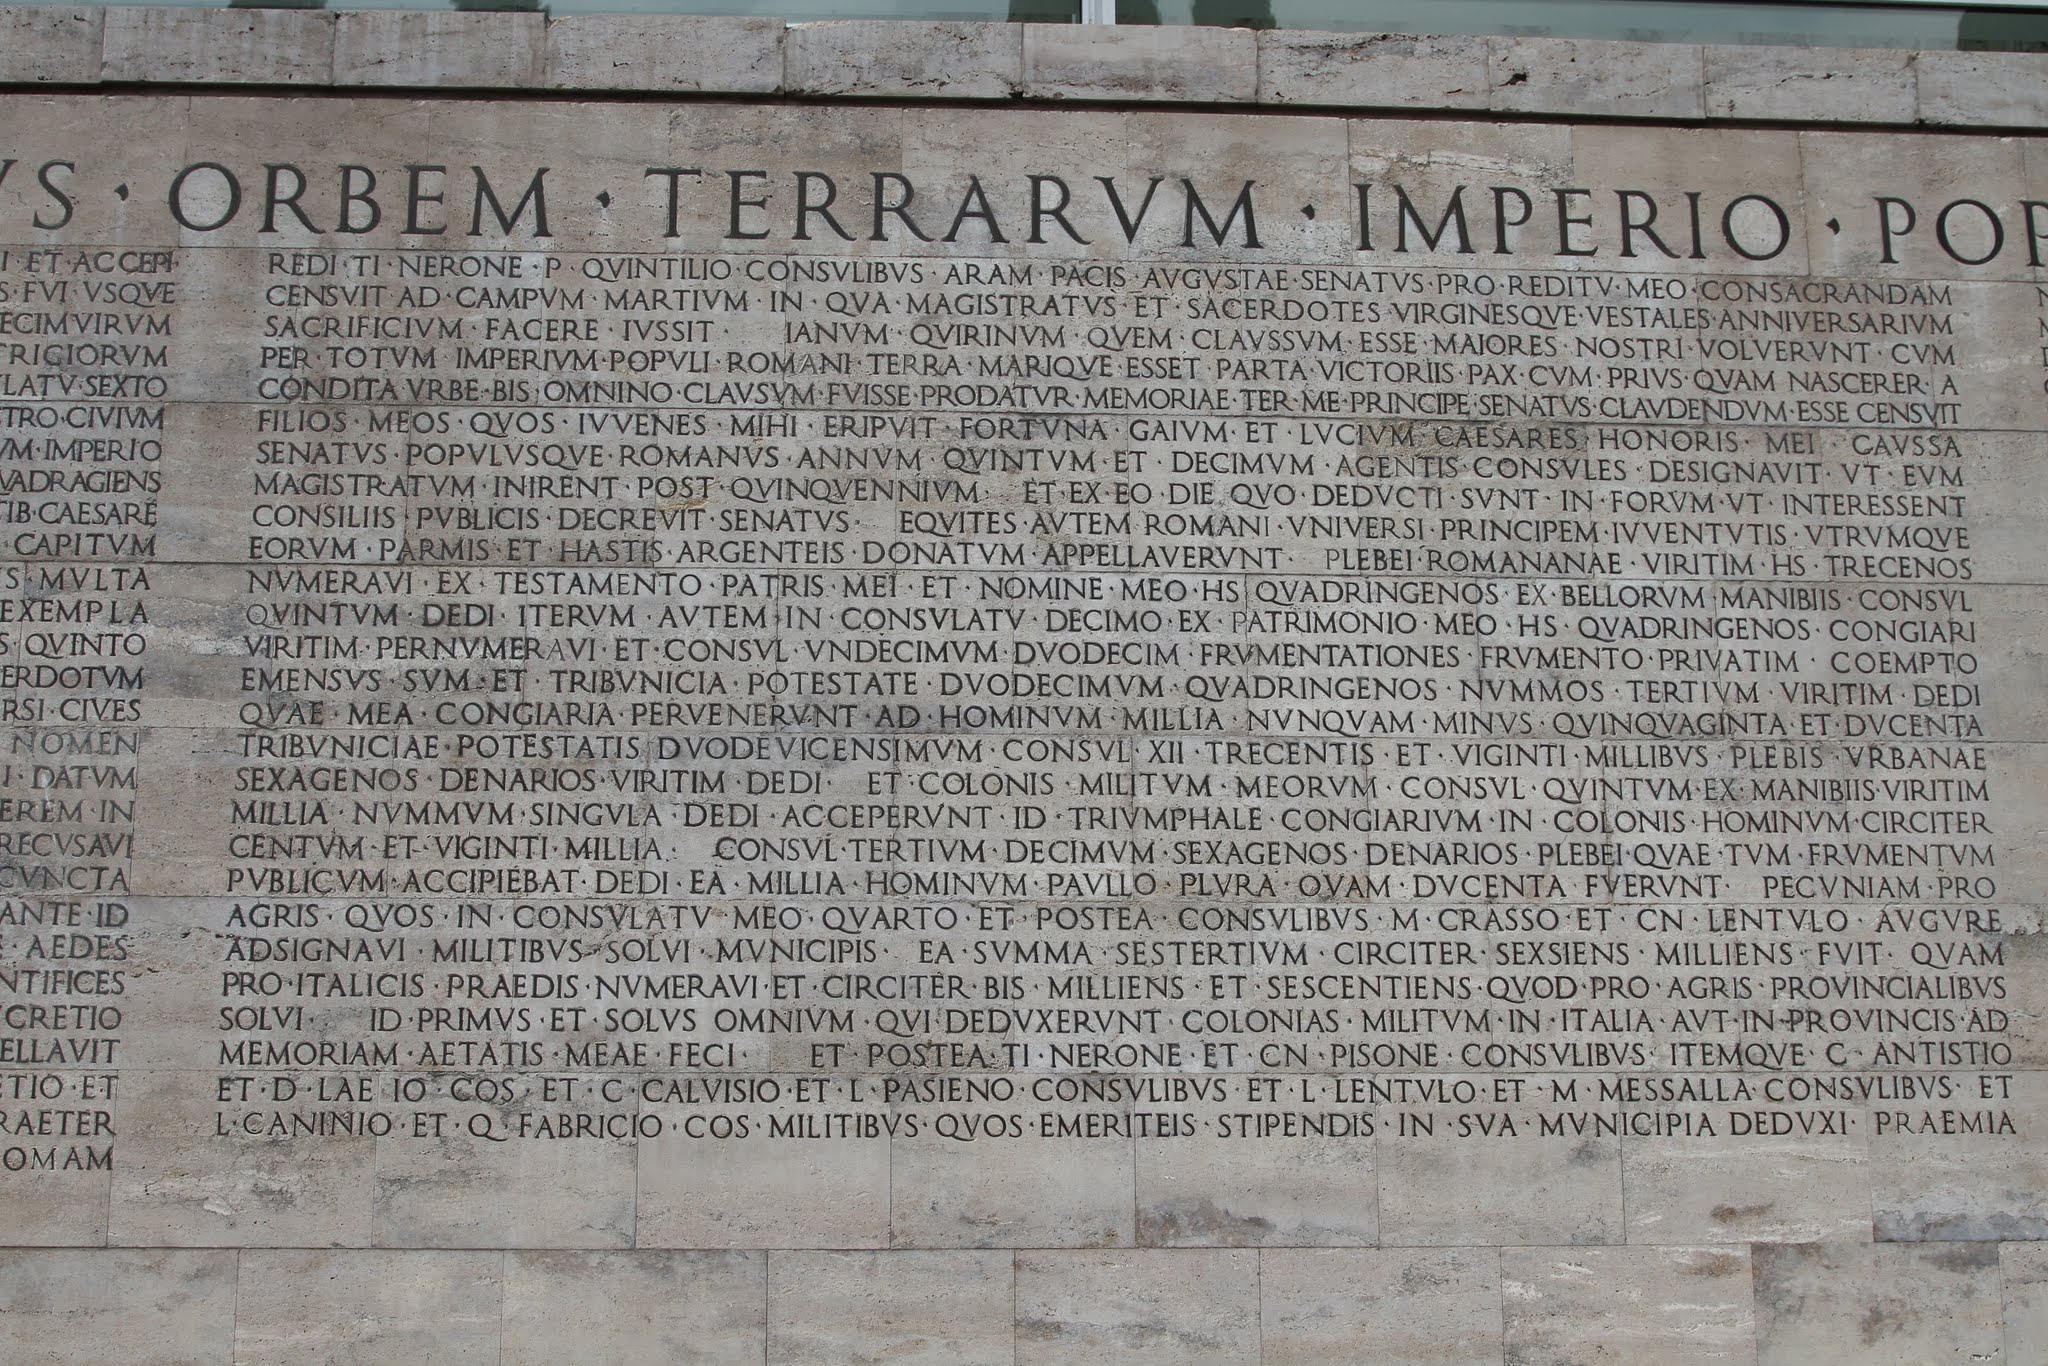 VS · ORBEM · TERRARVM · IMPERIO · POP
I · ET · ACCEPI
S · FVI · VSQVE
ECIMVIRVM
TRIGIORVM
VLATV · SEXTO
TRO · CIVIVM
VM · IMPERIO
VADRAGIENS
TIB · CAESARE
· CAPITVM
IS · MVLTA
EXEMPLA
S · QVINTO
ERDOTVM
RSI · CIVES
NOMEN
I · DATVM
EREM · IN
RECVSAVI
CVNCTA
ANTE · ID
E · AEDES
NTIFICES
CRETIO
ELLAVIT
ETIO · ET
RAETER
OMAM
REDI · TI · NERONE · P · QVINTILIO · CONSVLIBVS · ARAM · PACIS · AVGVSTAE · SENATVS · PRO · REDITV · MEO · CONSACRANDAM
CENSVIT · AD · CAMPVM · MARTIVM · IN · QVA · MAGISTRATVS · ET · SACERDOTES · VIRGINESQVE · VESTALES · ANNIVERSARIVM
SACRIFICIVM · FACERE · IVSSIT · IANVM · QVIRINVM · QVEM · CLAVSSVM · ESSE · MAIORES · NOSTRI · VOLVERVNT · CVM
PER · TOTVM · IMPERIVM · POPVLI · ROMANI · TERRA · MARIQVE · ESSET · PARTA · VICTORIIS · PAX · CVM · PRIVS · QVAM · NASCERER · A
CONDITA · VRBE · BIS · OMNINO · CLAVSVM · FVISSE · PRODATVR · MEMORIAE · TER · ME · PRINCIPE · SENATVS · CLAVDENDVM · ESSE · CENSVIT
FILIOS · MEOS · QVOS · IVVENES · MIHI · ERIPVIT · FORTVNA · GAIVM · ET · LVCIVM · CAESARES · HONORIS · MEI · CAVSSA
SENATVS · POPVLVSQVE · ROMANVS · ANNVM · QVINTVM · ET · DECIMVM · AGENTIS · CONSVLES · DESIGNAVIT · VT · EVM
MAGISTRATVM · INIRENT · POST · QVINQVENNIVM · ET · EX · EO · DIE · QVO · DEDVCTI · SVNT · IN · FORVM · VT · INTERESSENT
CONSILIIS · PVBLICIS · DECREVIT · SENATVS · EQVITES · AVTEM · ROMANI · VNIVERSI · PRINCIPEM · IVVENTVTIS · VTRVMQVE
EORVM · PARMIS · ET · HASTIS · ARGENTEIS · DONATVM · APPELLAVERVNT · PLEBEI · ROMANANAE · VIRITIM · HS · TRECENOS
NVMERAVI · EX · TESTAMENTO · PATRIS · MEI · ET · NOMINE · MEO · HS · QVADRINGENOS · EX · BELLORVM · MANIBIIS · CONSVL
QVINTVM · DEDI · ITERVM · AVTEM · IN · CONSVLATV · DECIMO · EX · PATRIMONIO · MEO · HS · QVADRINGENOS · CONGIARI
VIRITIM · PERNVMERAVI · ET · CONSVL · VNDECIMVM · DVODECIM · FRVMENTATIONES · FRVMENTO · PRIVATIM · COEMPTO
EMENSVS · SVM · ET · TRIBVNICIA · POTESTATE · DVODECIMVM · QVADRINGENOS · NVMMOS · TERTIVM · VIRITIM · DEDI
QVAE · MEA · CONGIARIA · PERVENERVNT · AD · HOMINVM · MILLIA · NVNQVAM · MINVS · QVINQVAGINTA · ET · DVCENTA
TRIBVNICIAE · POTESTATIS · DVODEVICENSIMVM · CONSVL · XII · TRECENTIS · ET · VIGINTI · MILLIBVS · PLEBIS · VRBANAE
SEXAGENOS · DENARIOS · VIRITIM · DEDI · ET · COLONIS · MILITVM · MEORVM · CONSVL · QVINTVM · EX · MANIBIIS · VIRITIM
MILLIA · NVMMVM · SINGVLA · DEDI · ACCEPERVNT · ID · TRIVMPHALE · CONGIARIVM · IN · COLONIS · HOMINVM · CIRCITER
CENTVM · ET · VIGINTI · MILLIA · CONSVL · TERTIVM · DECIMVM · SEXAGENOS · DENARIOS · PLEBEI · QVAE · TVM · FRVMENTVM
PVBLICVM · ACCIPIEBAT · DEDI · EA · MILLIA · HOMINVM · PAVLLO · PLVRA · QVAM · DVCENTA · FVERVNT · PECVNIAM · PRO
AGRIS · QVOS · IN · CONSVLATV · MEO · QVARTO · ET · POSTEA · CONSVLIBVS · M · CRASSO · ET · CN · LENTVLO · AVGVRE
ADSIGNAVI · MILITIBVS · SOLVI · MVNICIPIS · EA · SVMMA · SESTERTIVM · CIRCITER · SEXSIENS · MILLIENS · FVIT · QVAM
PRO · ITALICIS · PRAEDIS · NVMERAVI · ET · CIRCITER · BIS · MILLIENS · ET · SESCENTIENS · QVOD · PRO · AGRIS · PROVINCIALIBVS
SOLVI · ID · PRIMVS · ET · SOLVS · OMNIVM · QVI · DEDVXERVNT · COLONIAS · MILITVM · IN · ITALIA · AVT · IN · PROVINCIS · AD
MEMORIAM · AETATIS · MEAE · FECI · ET · POSTEA · TI · NERONE · ET · CN · PISONE · CONSVLIBVS · ITEMQVE · C · ANTISTIO
ET · D · LAE IO · COS · ET · C · CALVISIO · ET · L · PASIENO · CONSVLIBVS · ET · L · LENTVLO · ET · M · MESSALLA · CONSVLIBVS · ET
L · CANINIO · ET · Q · FABRICIO · COS · MILITIBVS · QVOS · EMERITEIS · STIPENDIS · IN · SVA · MVNICIPIA · DEDVXI · PRAEMIA